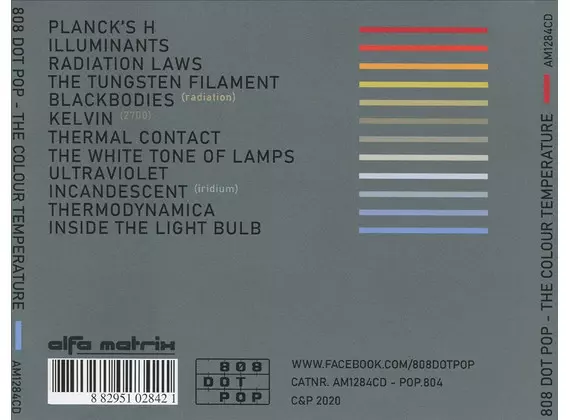 808 DOT POP - THE COLOUR TEMPERATURE
AM1284CD
PLANCK'S H
ILLUMINANTS
RADIATION LAWS
THE TUNGSTEN FILAMENT
BLACKBODIES (radiation)
KELVIN (2700)
THERMAL CONTACT
THE WHITE TONE OF LAMPS
ULTRAVIOLET
INCANDESCENT (iridium)
THERMODYNAMICA
INSIDE THE LIGHT BULB
alfa matrix
8 82951 02842 1
808
DOT
POP
WWW.FACEBOOK.COM/808DOTPOP
CATNR. AM1284CD - POP.804
C&P 2020
808 DOT POP - THE COLOUR TEMPERATURE
AM1284CD